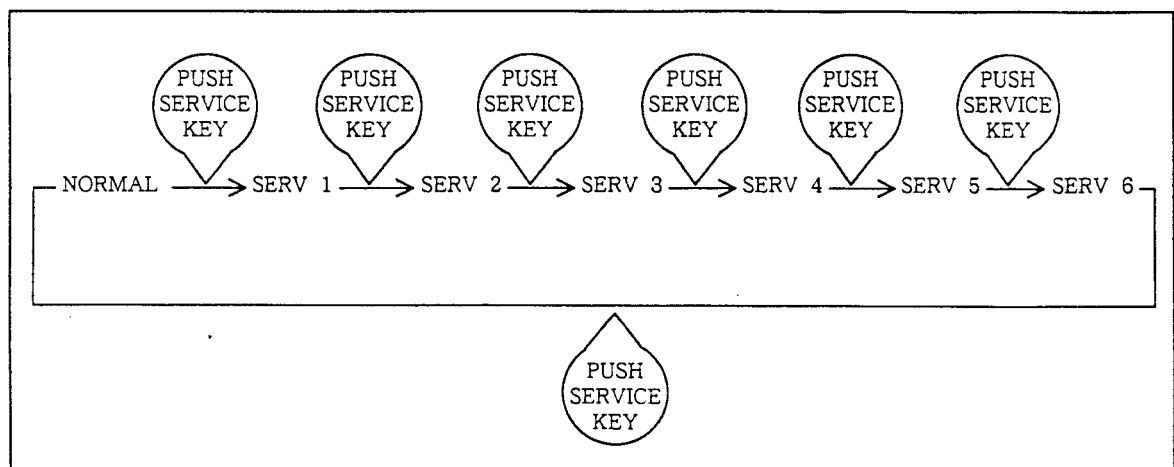 PUSH
SERVICE
KEY
PUSH
SERVICE
KEY
PUSH
SERVICE
KEY
PUSH
SERVICE
KEY
PUSH
SERVICE
KEY
PUSH
SERVICE
KEY
NORMAL SERV 1 SERV 2 SERV 3 SERV 4 SERV 5 SERV 6
PUSH
SERVICE
KEY